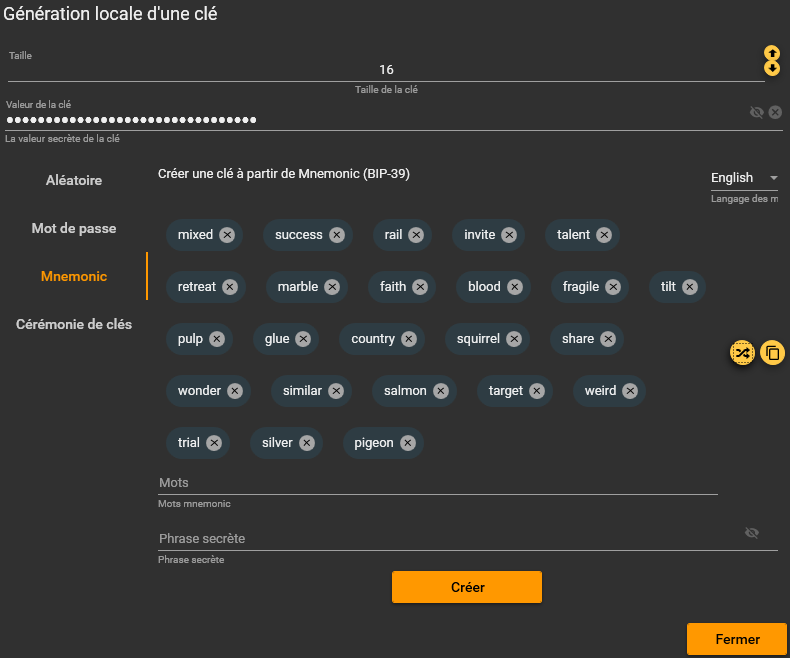 Génération locale d'une clé
Taille
16
Taille de la clé
Valeur de la clé
••••••••••••••••••••••••••••••••
La valeur secrète de la clé
Aléatoire
Mot de passe
Mnemonic
Cérémonie de clés
Créer une clé à partir de Mnemonic (BIP-39)
English
Langage des m
mixed success rail invite talent
retreat marble faith blood fragile tilt
pulp glue country squirrel share
wonder similar salmon target weird
trial silver pigeon
Mots
Mots mnemonic
Phrase secrète
Phrase secrète
Créer
Fermer